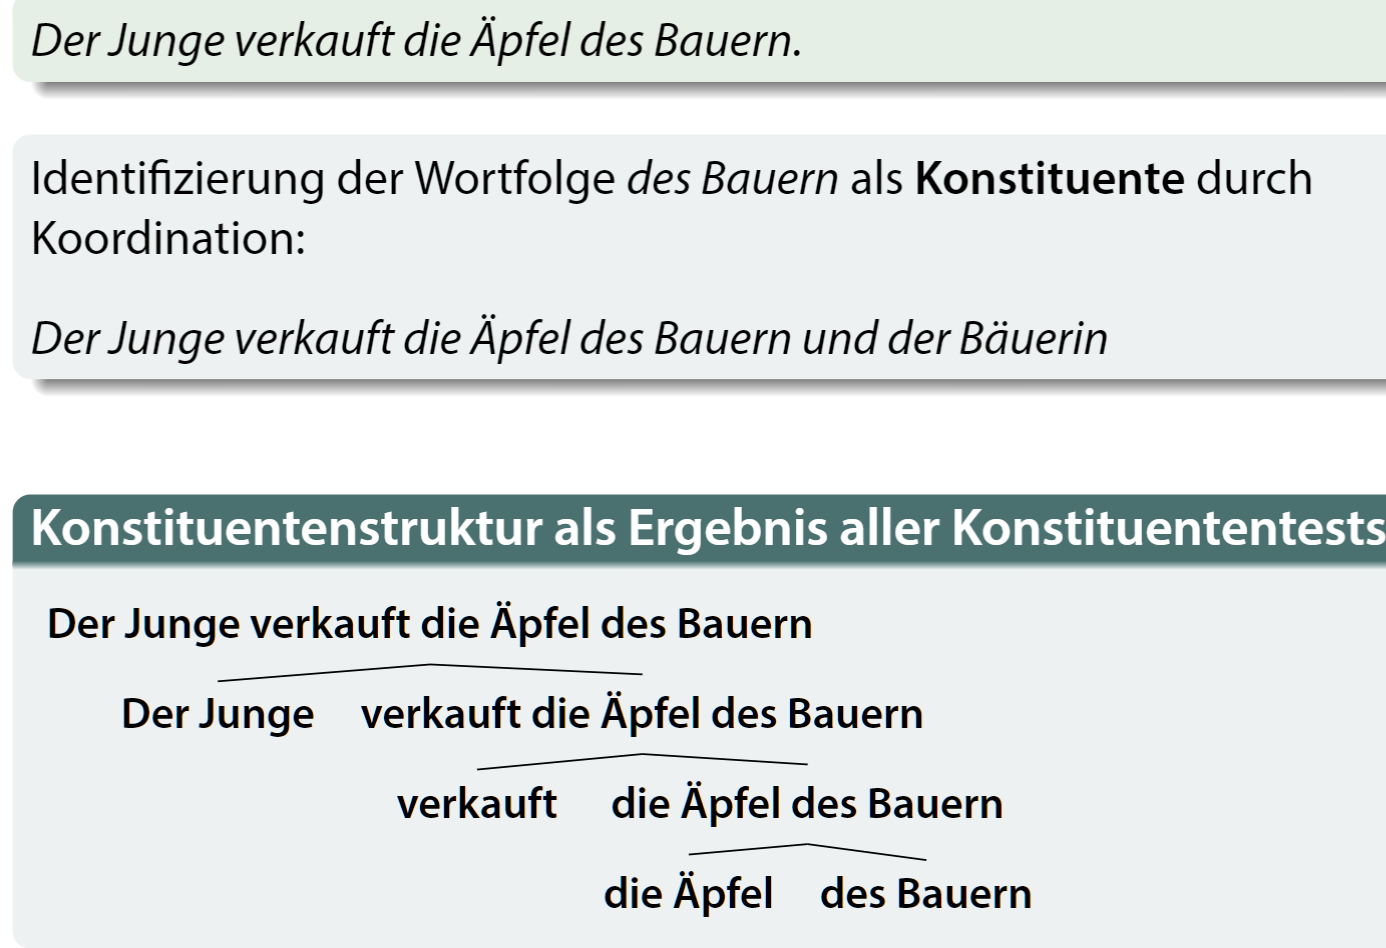 Der Junge verkauft die Äpfel des Bauern.
Identifizierung der Wortfolge des Bauern als Konstituente durch
Koordination:
Der Junge verkauft die Äpfel des Bauern und der Bäuerin
Konstituentenstruktur als Ergebnis aller Konstituententests
Der Junge verkauft die Äpfel des Bauern
Der Junge verkauft die Äpfel des Bauern
verkauft die Äpfel des Bauern
die Äpfel des Bauern